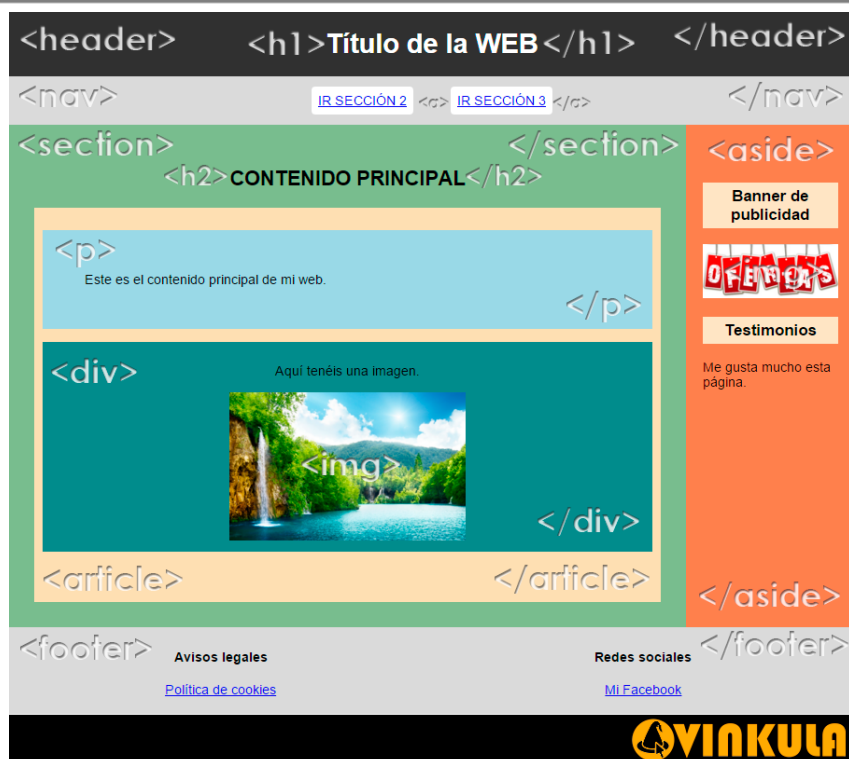 <header> <h1>Título de la WEB</h1> </header>
<nav> IR SECCIÓN 2 <a> IR SECCIÓN 3 </a> </nav>
<section> </section>
<h2>CONTENIDO PRINCIPAL</h2>
<p>
Este es el contenido principal de mi web.
</p>
<div>
Aquí tenéis una imagen.
<img>
</div>
<article> </article>
<aside>
Banner de
publicidad
OFERTAS
<img>
Testimonios
Me gusta mucho esta
página.
</aside>
<footer> </footer>
Avisos legales Redes sociales
Política de cookies Mi Facebook
VINKULA